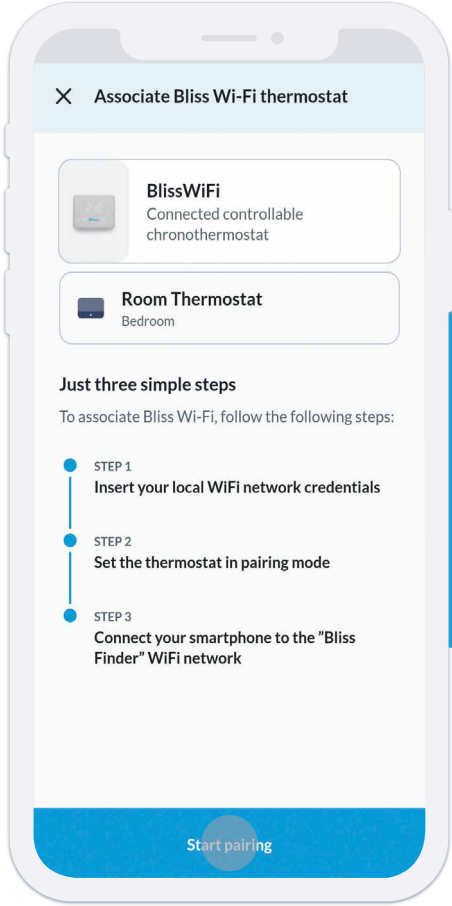 Associate Bliss Wi-Fi thermostat
BlissWiFi
Connected controllable
chronothermostat
Room Thermostat
Bedroom
Just three simple steps
To associate Bliss Wi-Fi, follow the following steps:
STEP 1
Insert your local WiFi network credentials
STEP 2
Set the thermostat in pairing mode
STEP 3
Connect your smartphone to the ”Bliss
Finder” WiFi network
Start pairing